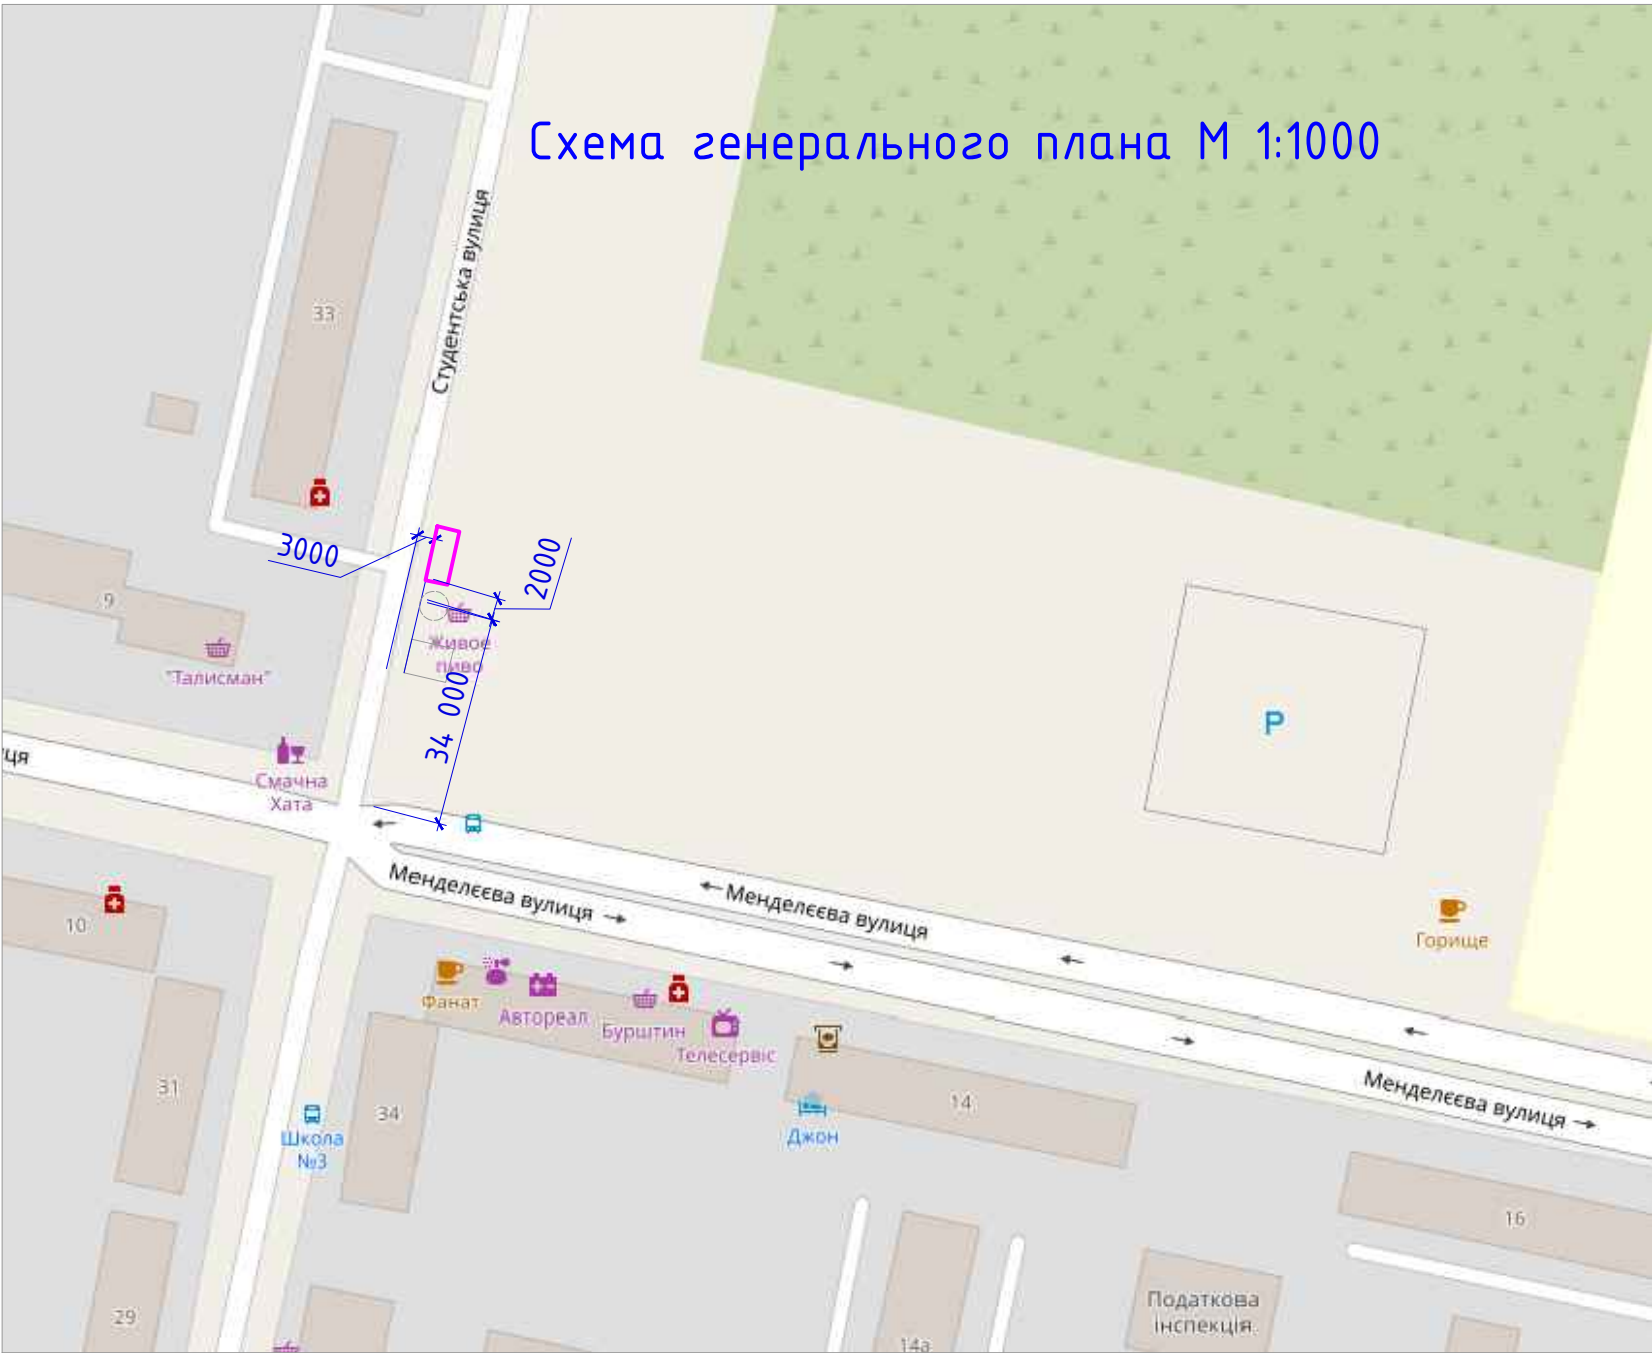 Схема генерального плана М 1:1000
Студентська вулиця
33
3000
2000
9
"Талисман"
Живое
пиво
34 000
ця
Смачна
Хата
P
Менделєєва вулиця →
← Менделєєва вулиця
Горище
10
Фанат
Автореал
Бурштин
Телесервіс
31
34
Школа
№3
Джон
14
Менделєєва вулиця →
16
29
14а
Податкова
інспекція